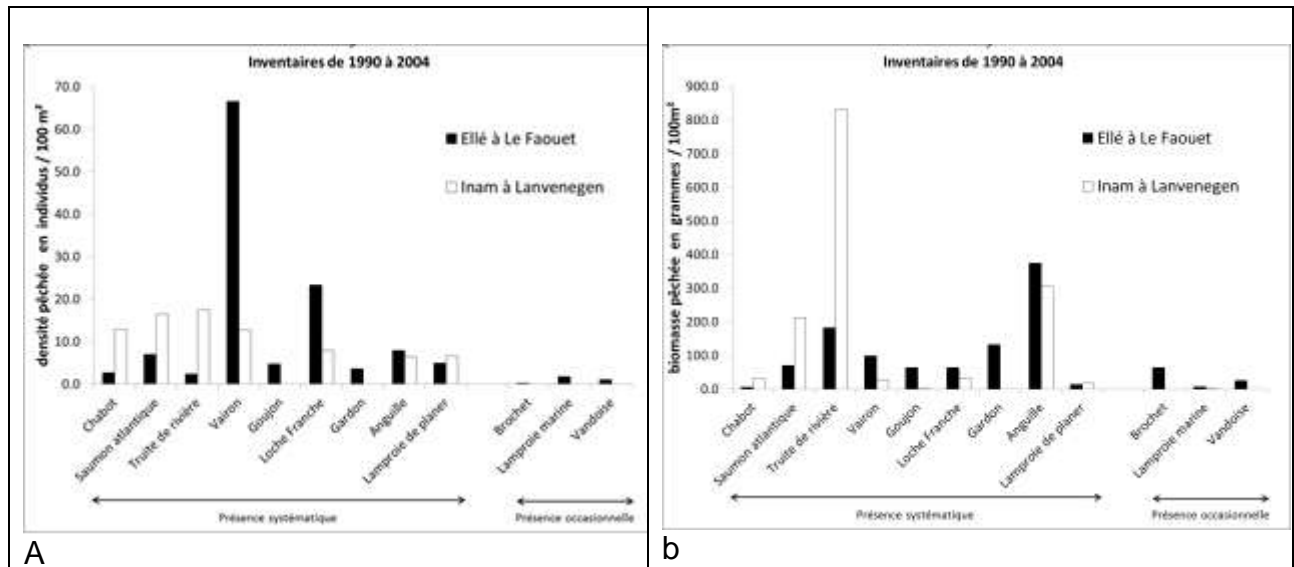 Inventaires de 1990 à 2004
densité pêchée en individus / 100 m²
70.0
60.0
50.0
40.0
30.0
20.0
10.0
0.0
Ellé à Le Faouet
Inam à Lanvenegen
Chabot
Saumon atlantique
Truite de rivière
Vairon
Goujon
Loche Franche
Gardon
Anguille
Lamproie de planer
Brochet
Lamproie marine
Vandoise
Présence systématique
Présence occasionnelle
A
Inventaires de 1990 à 2004
biomasse pêchée en grammes / 100m²
900.0
800.0
700.0
600.0
500.0
400.0
300.0
200.0
100.0
0.0
Ellé à Le Faouet
Inam à Lanvenegen
Chabot
Saumon atlantique
Truite de rivière
Vairon
Goujon
Loche Franche
Gardon
Anguille
Lamproie de planer
Brochet
Lamproie marine
Vandoise
Présence systématique
Présence occasionnelle
b